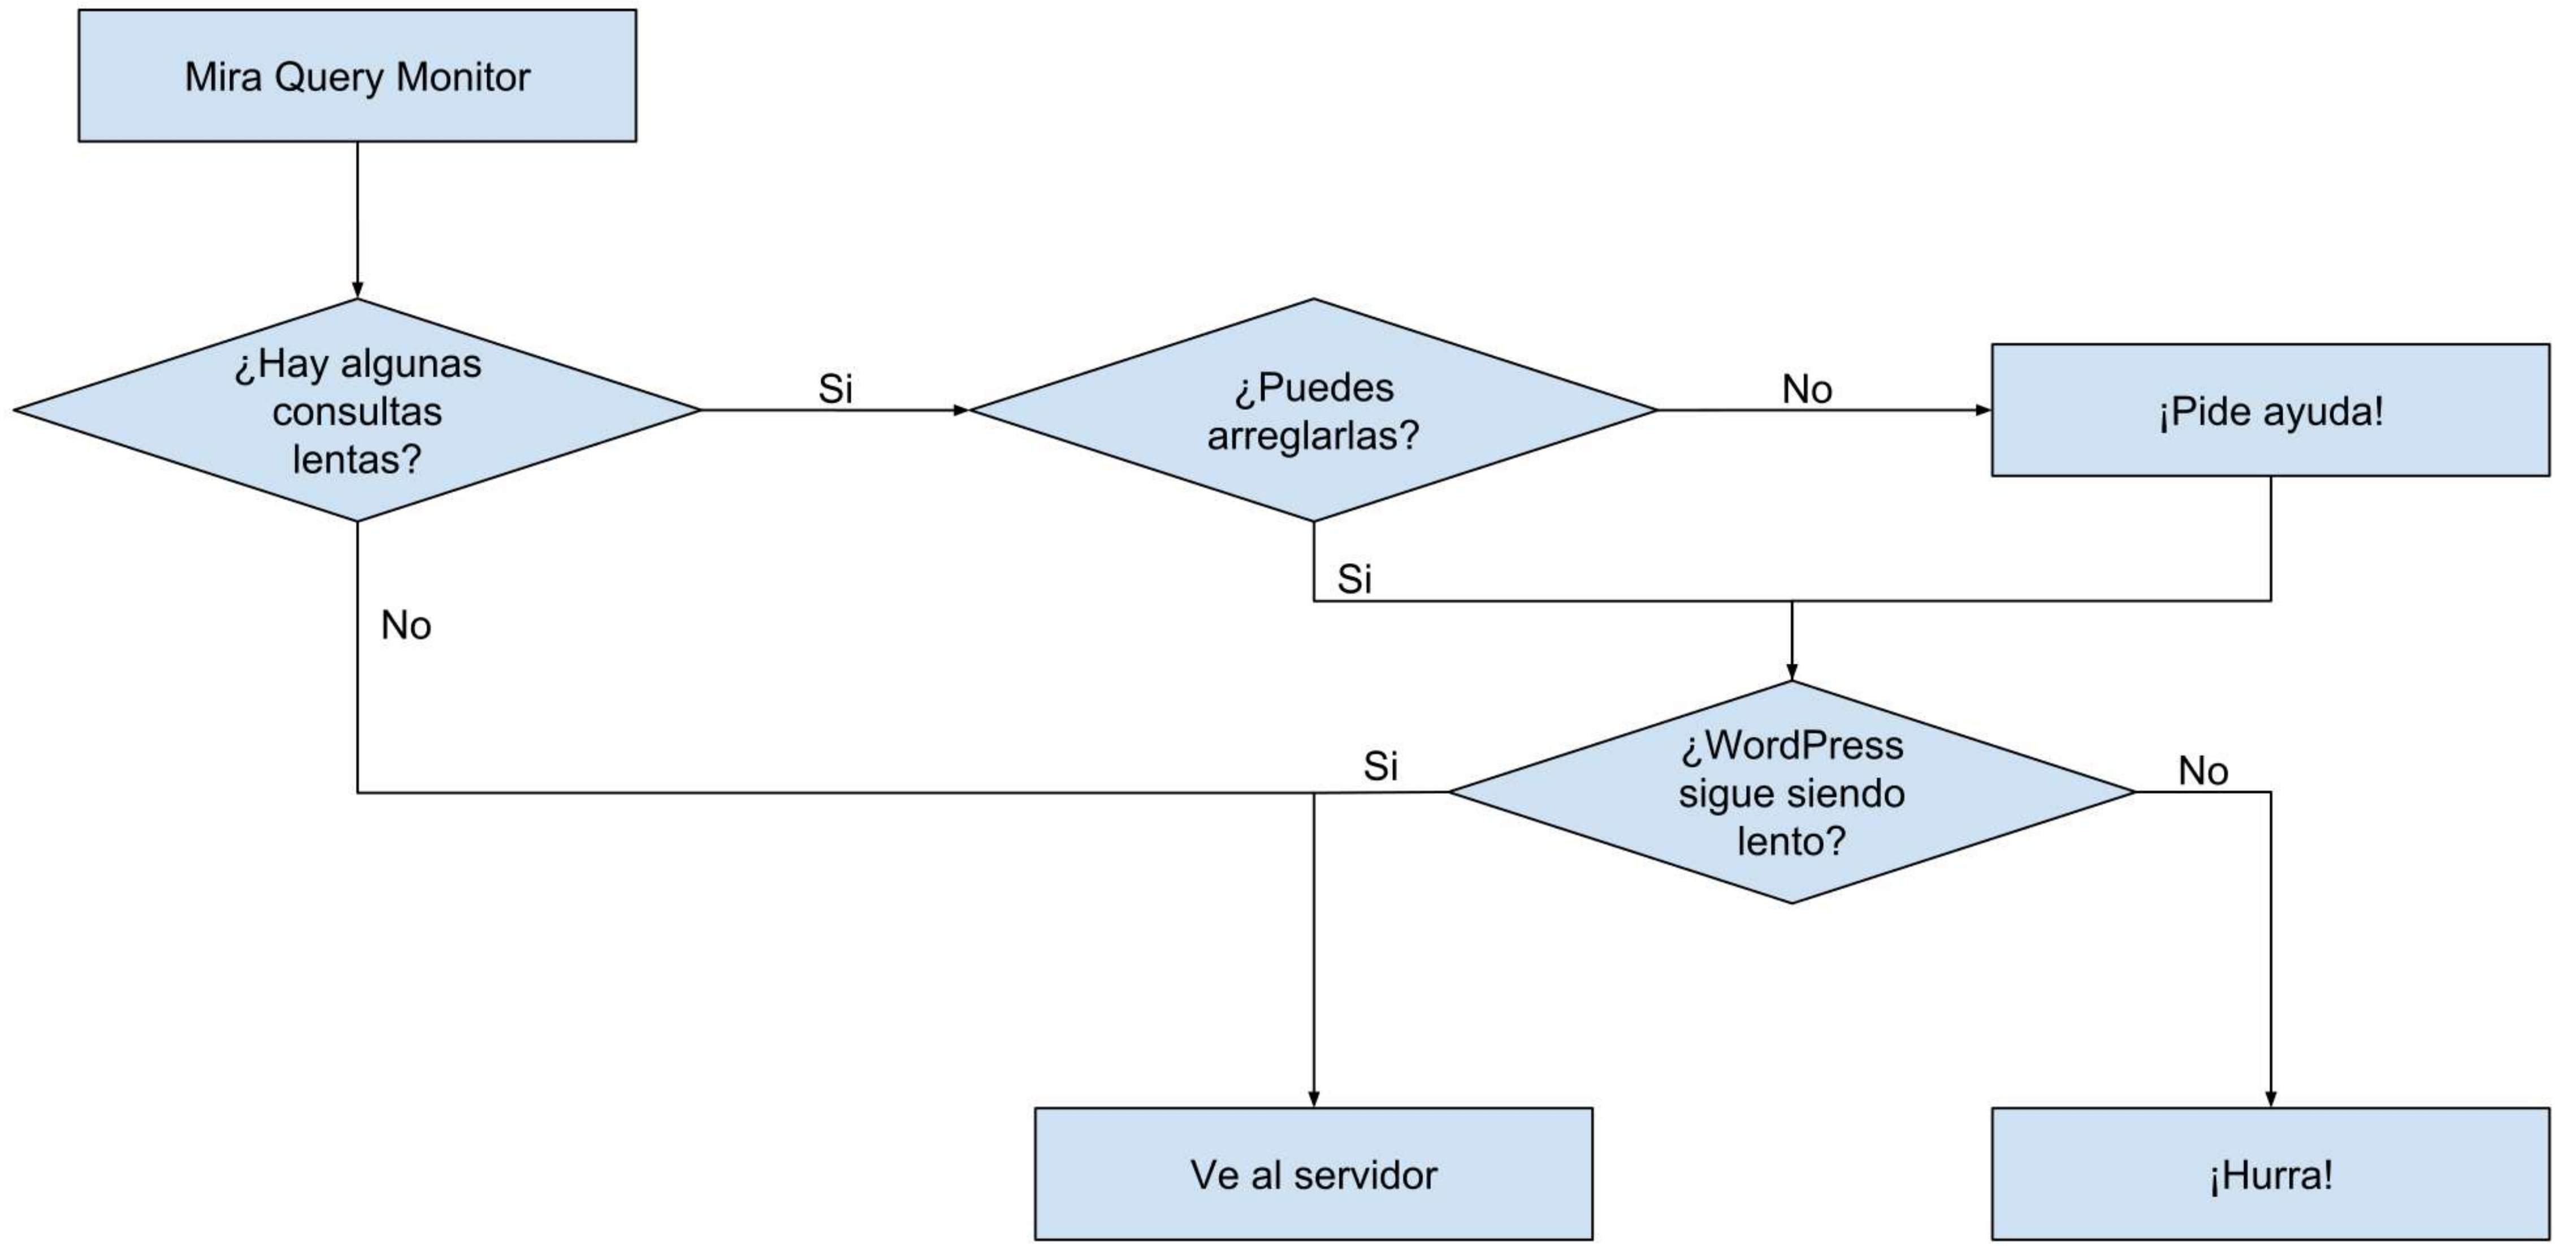 Mira Query Monitor
¿Hay algunas
consultas
lentas?
Si
¿Puedes
arreglarlas?
No
¡Pide ayuda!
Si
No
¿WordPress
sigue siendo
lento?
Si
No
Ve al servidor
¡Hurra!